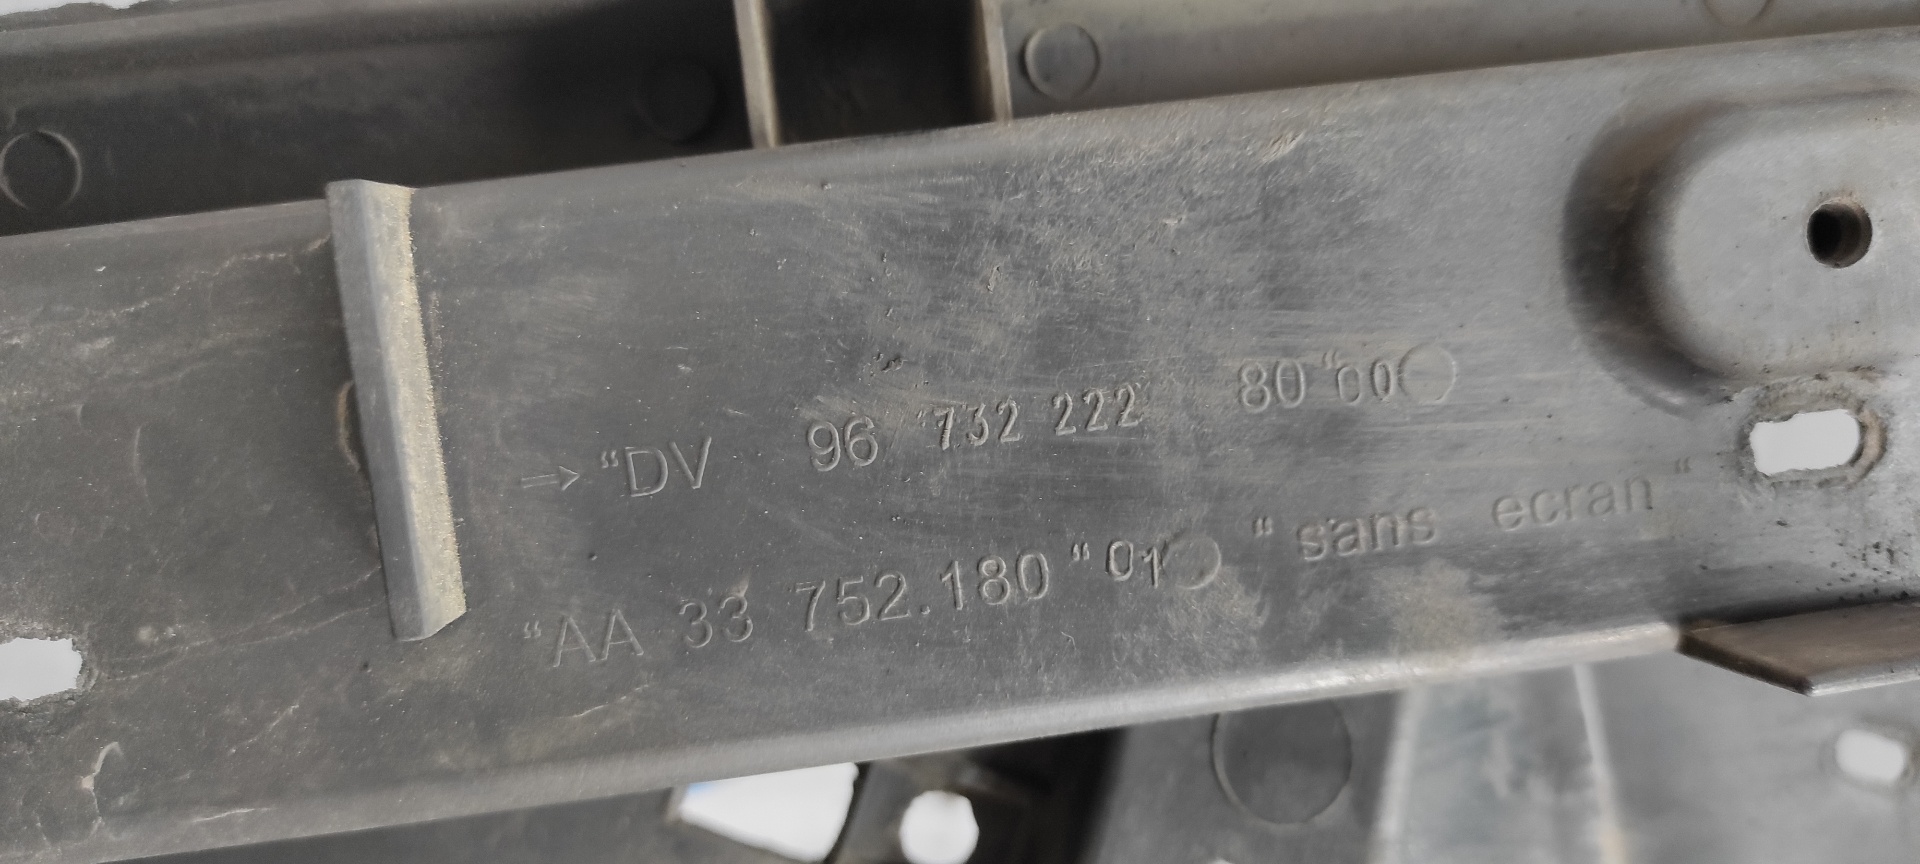 ⇒ “DV 96 732 222 80 “00
“AA 33 752.180 “01 “sans ecran“